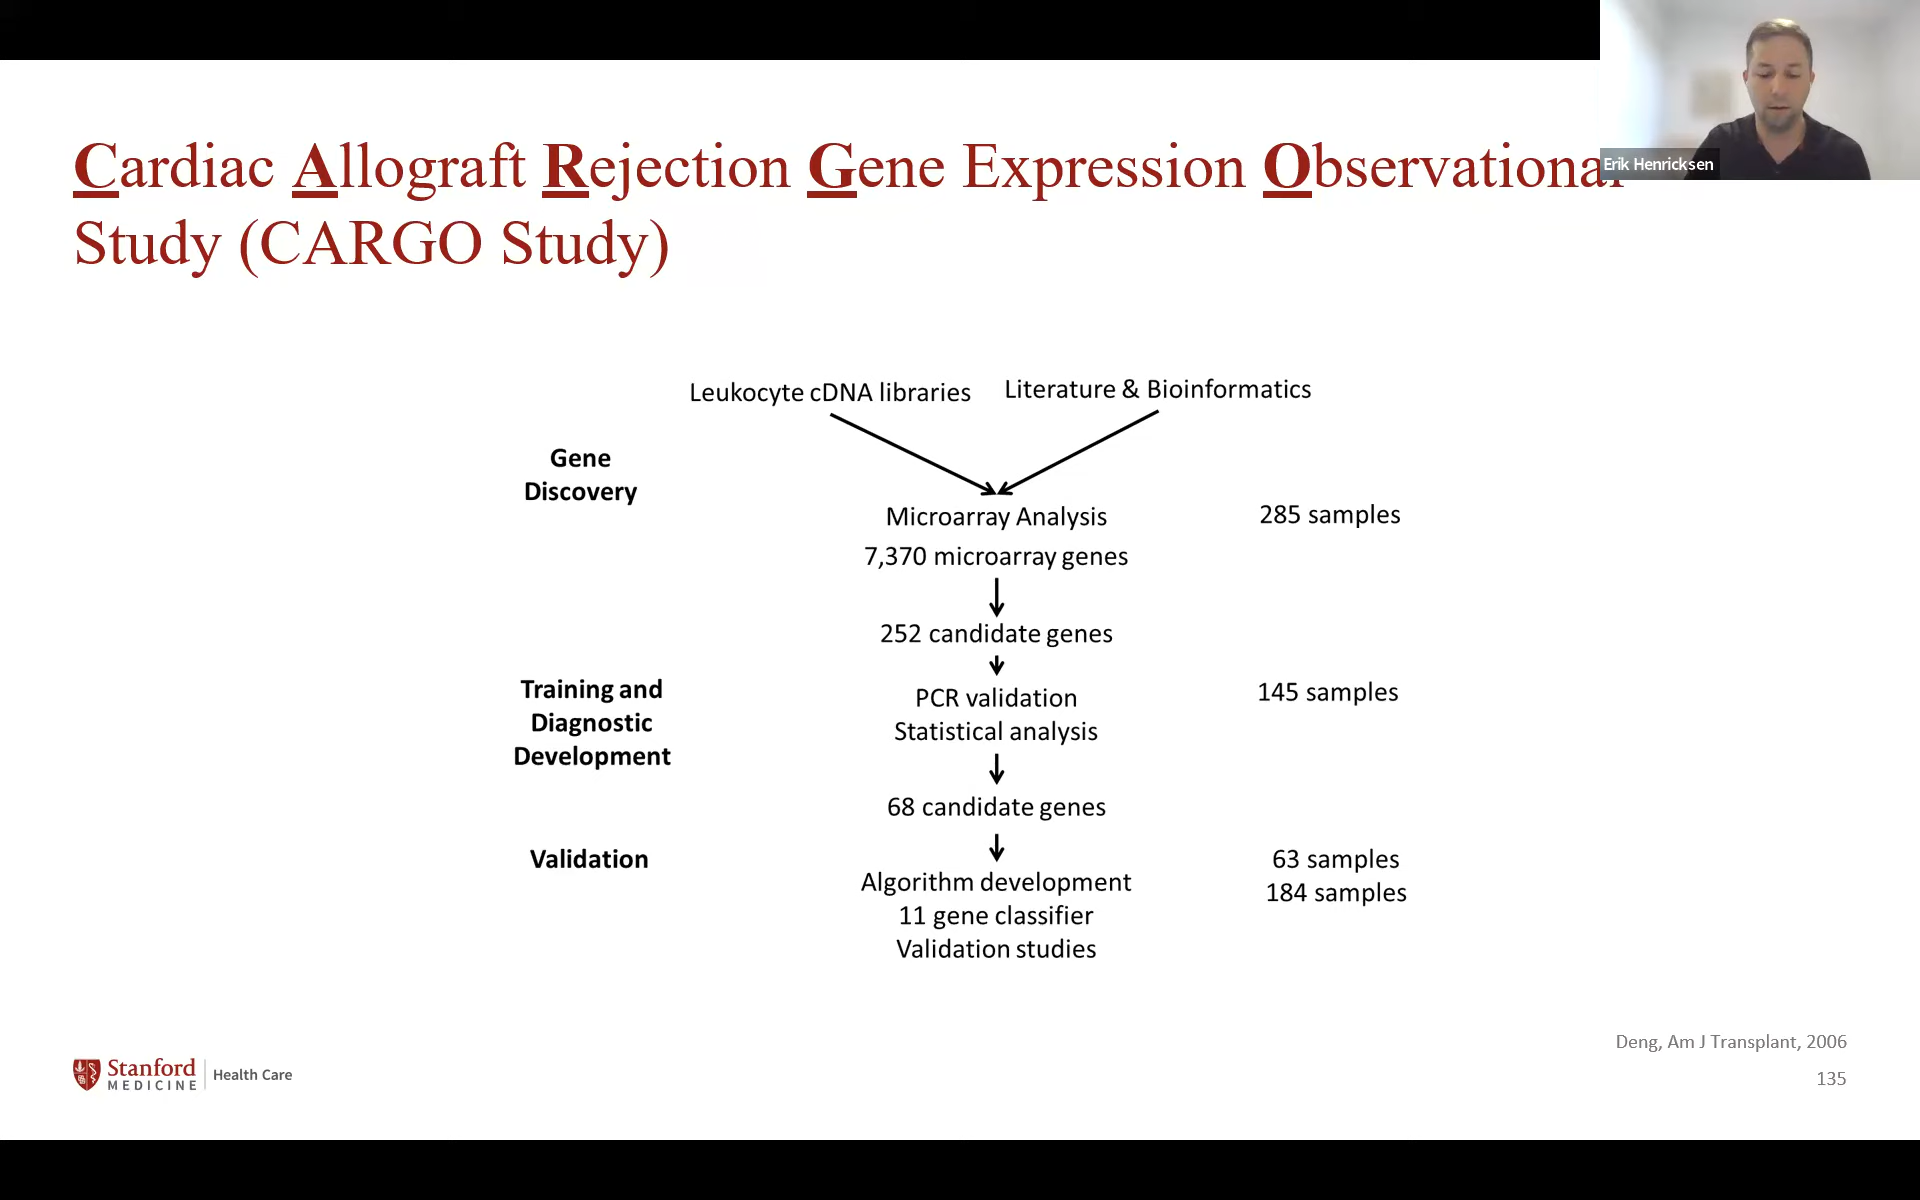 Cardiac Allograft Rejection Gene Expression Observational
Study (CARGO Study)
Erik Henricksen
Leukocyte cDNA libraries
Literature & Bioinformatics
Gene
Discovery
Microarray Analysis
7,370 microarray genes
285 samples
252 candidate genes
Training and
Diagnostic
Development
PCR validation
Statistical analysis
145 samples
68 candidate genes
Validation
Algorithm development
11 gene classifier
Validation studies
63 samples
184 samples
Deng, Am J Transplant, 2006
135
Stanford
MEDICINE
Health Care